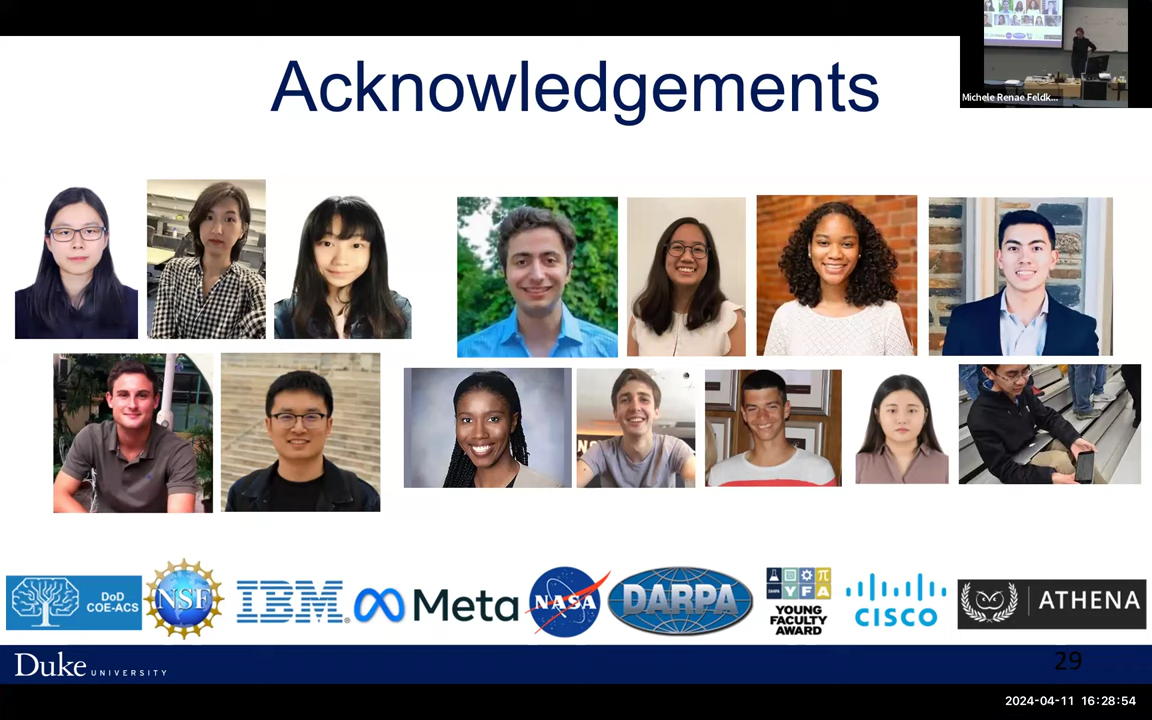 Acknowledgements
Michele Renae Feldk...
DoD
COE-ACS
NSF
IBM
Meta
NASA
DARPA
YFA
YOUNG
FACULTY
AWARD
CISCO
ATHENA
Duke UNIVERSITY
29
2024-04-11 16:28:54